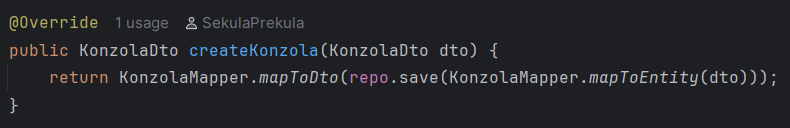 @Override 1 usage SekulaPrekula
public KonzolaDto createKonzola(KonzolaDto dto) {
    return KonzolaMapper.mapToDto(repo.save(KonzolaMapper.mapToEntity(dto)));
}